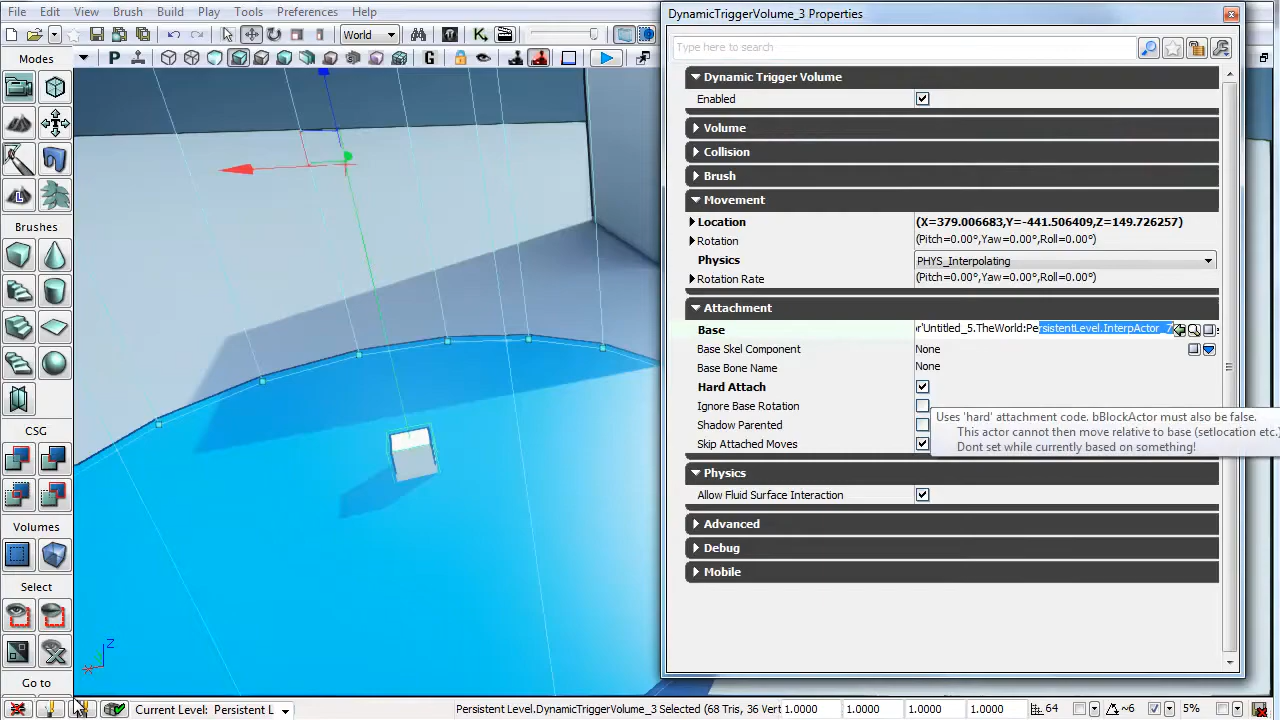 File Edit View Brush Build Play Tools Preferences Help
DynamicTriggerVolume_3 Properties
World
Type here to search
Modes
P
G
Dynamic Trigger Volume
Enabled
Volume
Collision
Brush
Movement
Location (X=379.006683,Y=-441.506409,Z=149.726257)
Rotation (Pitch=0.00°,Yaw=0.00°,Roll=0.00°)
Physics PHYS_Interpolating
Rotation Rate (Pitch=0.00°,Yaw=0.00°,Roll=0.00°)
Brushes
Attachment
Base r'Untitled_5.TheWorld:PersistentLevel.InterpActor_7
Base Skel Component None
Base Bone Name None
Hard Attach
Ignore Base Rotation
Uses 'hard' attachment code. bBlockActor must also be false.
Shadow Parented
This actor cannot then move relative to base (setlocation etc.)
Skip Attached Moves
Dont set while currently based on something!
CSG
Physics
Allow Fluid Surface Interaction
Volumes
Advanced
Debug
Mobile
Select
Z
Go to
Current Level: Persistent L
Persistent Level.DynamicTriggerVolume_3 Selected (68 Tris, 36 Vert
1.0000 1.0000 1.0000 1.0000
64
~6
5%